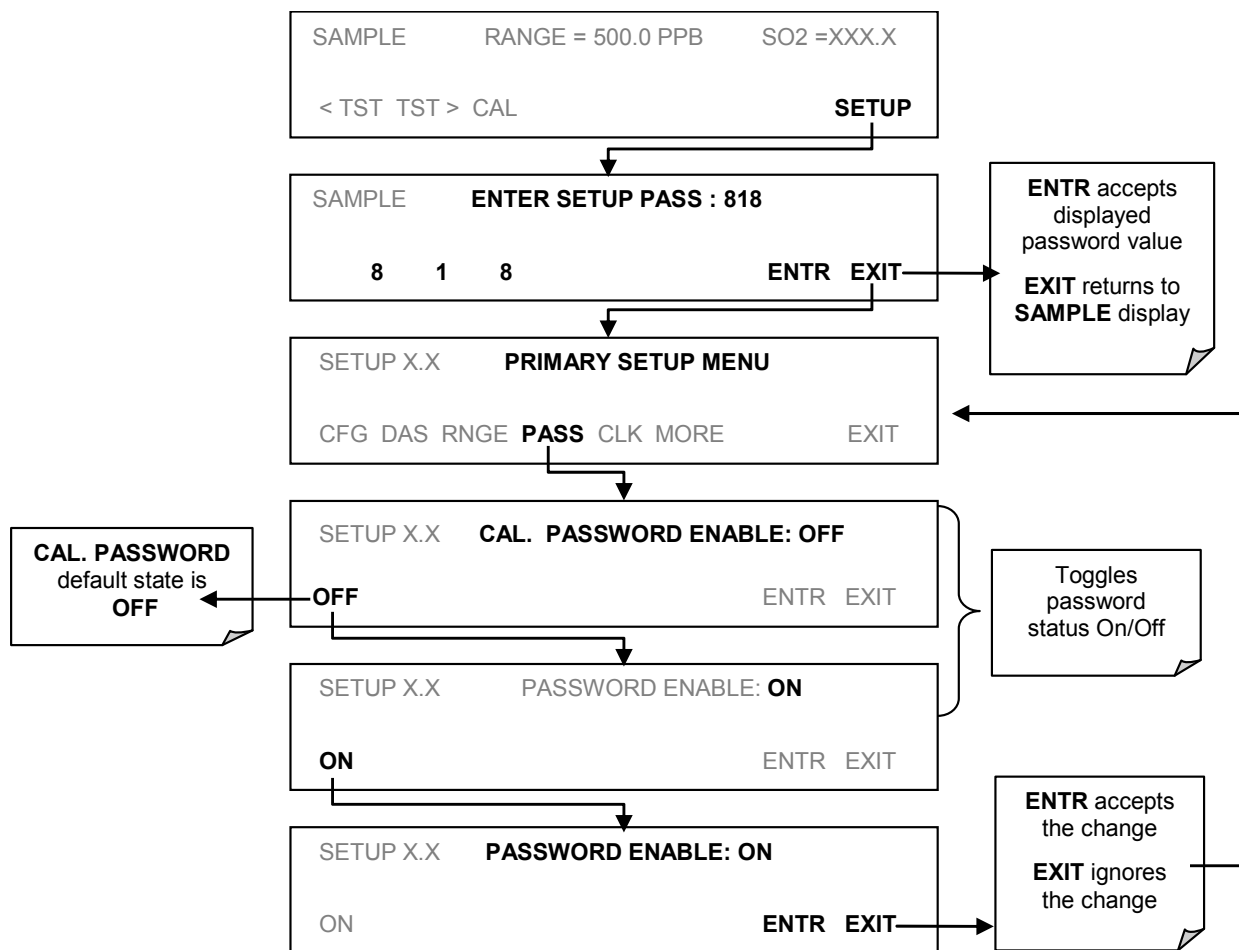 SAMPLE RANGE = 500.0 PPB SO2 =XXX.X
< TST TST > CAL SETUP
SAMPLE ENTER SETUP PASS : 818
8 1 8 ENTR EXIT
ENTR accepts
displayed
password value
EXIT returns to
SAMPLE display
SETUP X.X PRIMARY SETUP MENU
CFG DAS RNGE PASS CLK MORE EXIT
SETUP X.X CAL. PASSWORD ENABLE: OFF
OFF ENTR EXIT
CAL. PASSWORD
default state is
OFF
Toggles
password
status On/Off
SETUP X.X PASSWORD ENABLE: ON
ON ENTR EXIT
SETUP X.X PASSWORD ENABLE: ON
ON ENTR EXIT
ENTR accepts
the change
EXIT ignores
the change